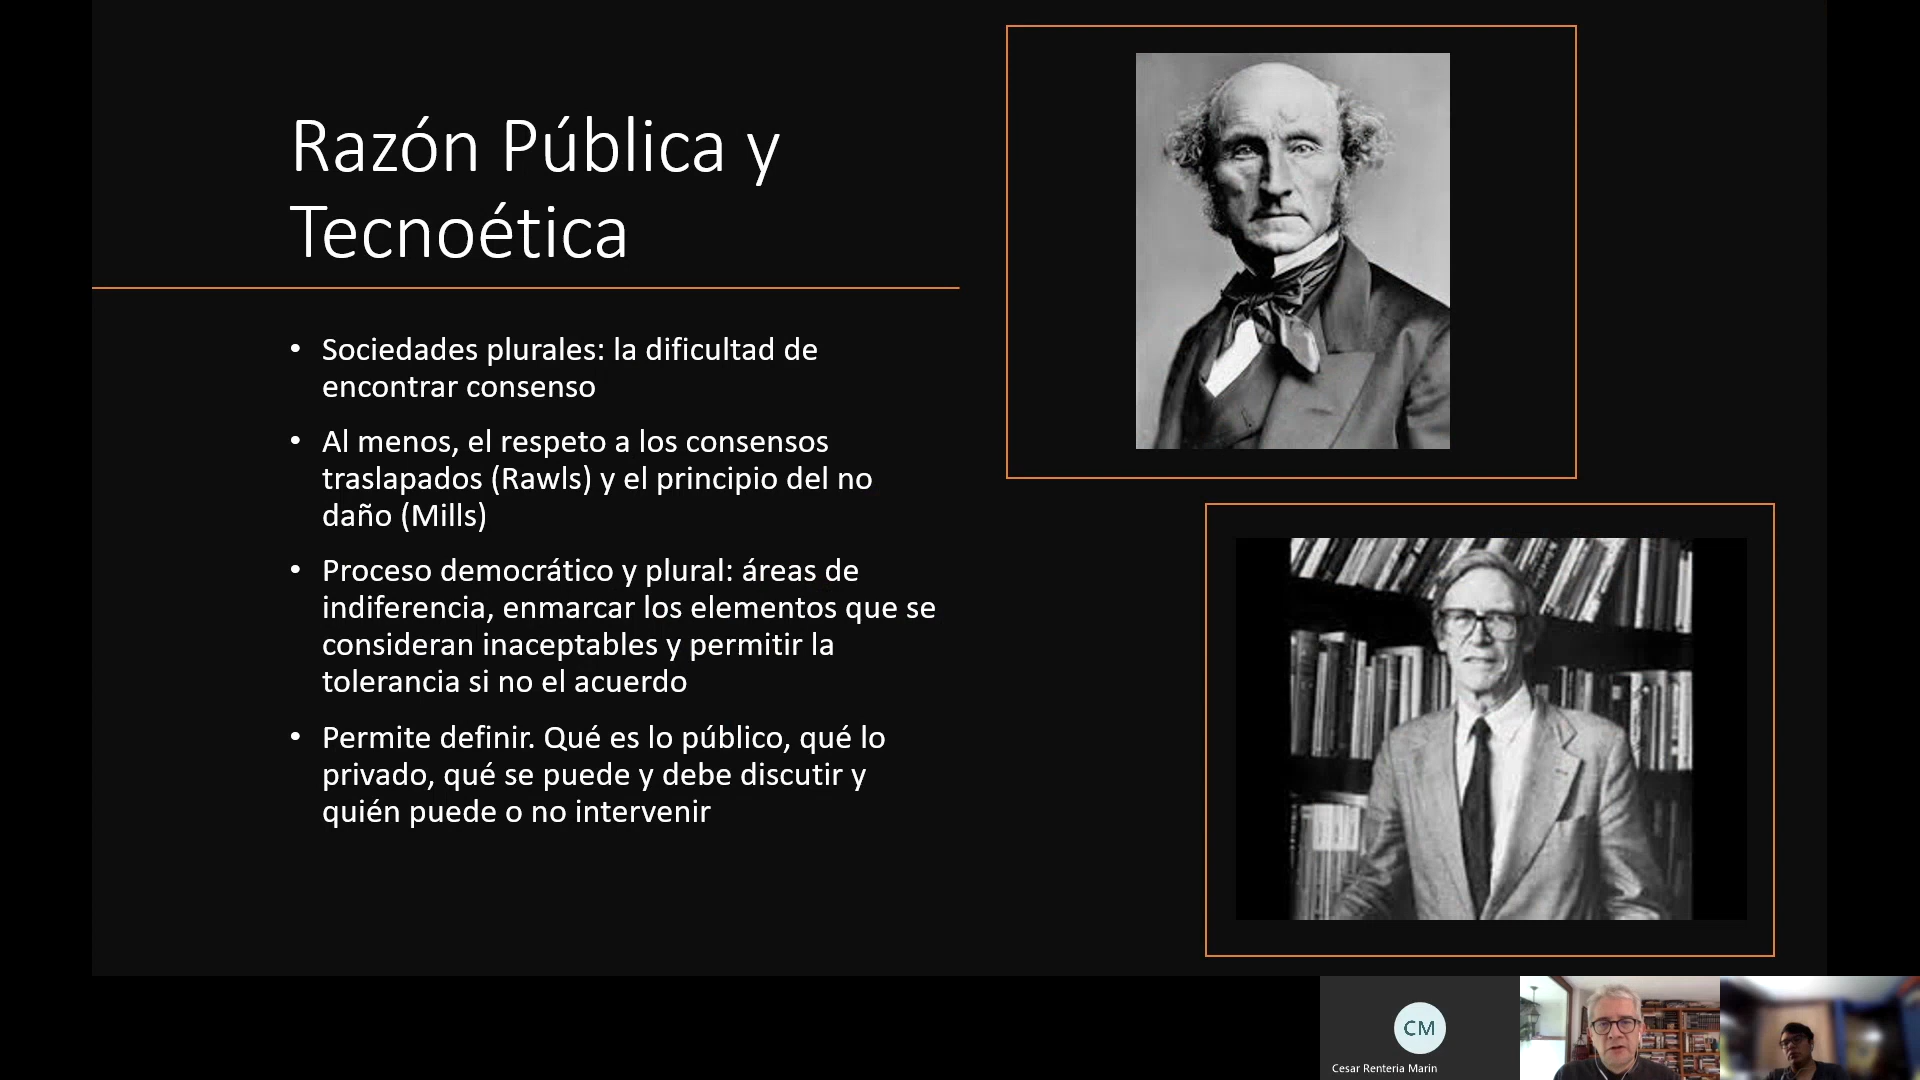 Razón Pública y
Tecnoética
• Sociedades plurales: la dificultad de
encontrar consenso
• Al menos, el respeto a los consensos
traslapados (Rawls) y el principio del no
daño (Mills)
• Proceso democrático y plural: áreas de
indiferencia, enmarcar los elementos que se
consideran inaceptables y permitir la
tolerancia si no el acuerdo
• Permite definir. Qué es lo público, qué lo
privado, qué se puede y debe discutir y
quién puede o no intervenir
CM
Cesar Renteria Marin